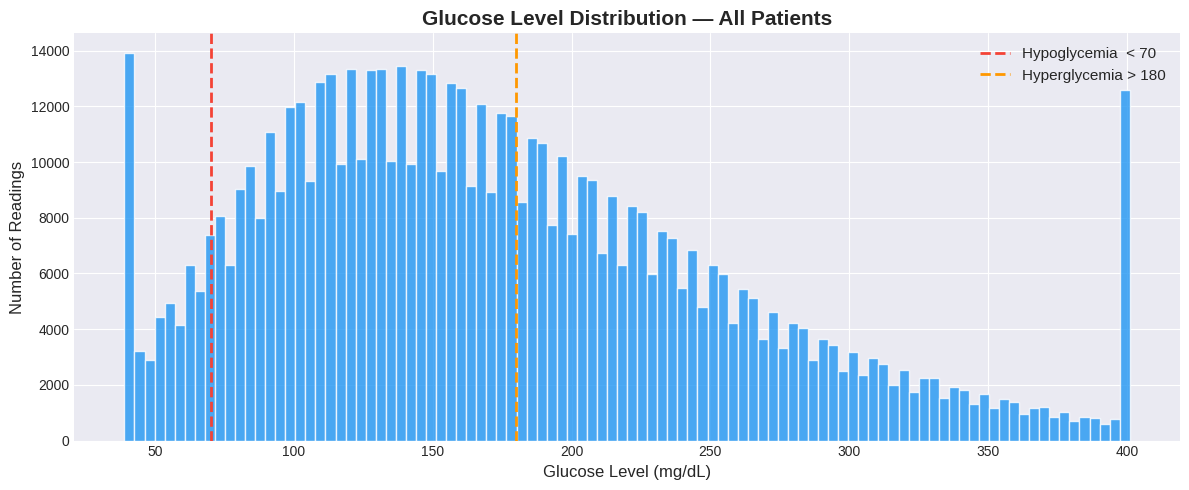 Glucose Level Distribution — All Patients
Hypoglycemia  < 70
Hyperglycemia > 180
Number of Readings
14000
12000
10000
8000
6000
4000
2000
0
50 100 150 200 250 300 350 400
Glucose Level (mg/dL)